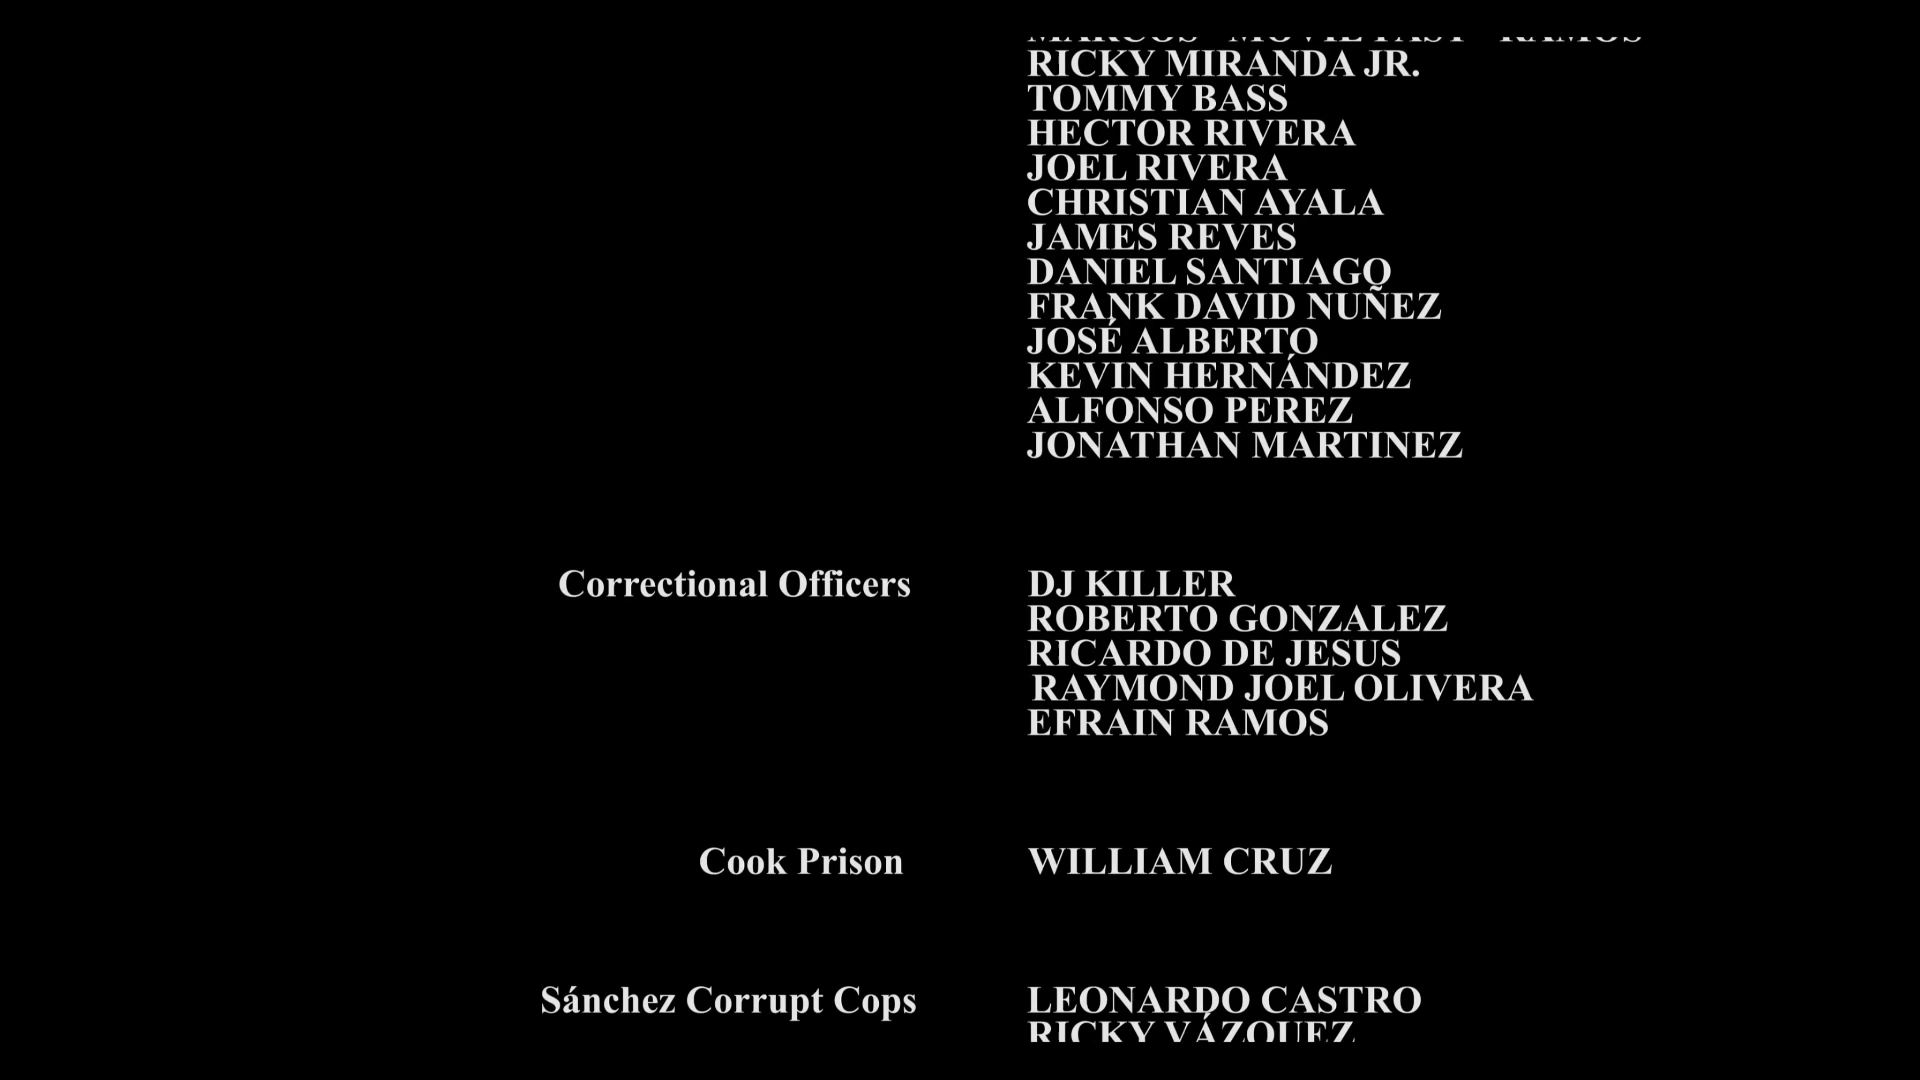 RICKY MIRANDA JR.
TOMMY BASS
HECTOR RIVERA
JOEL RIVERA
CHRISTIAN AYALA
JAMES REVES
DANIEL SANTIAGO
FRANK DAVID NUÑEZ
JOSÉ ALBERTO
KEVIN HERNÁNDEZ
ALFONSO PEREZ
JONATHAN MARTINEZ
Correctional Officers DJ KILLER
ROBERTO GONZALEZ
RICARDO DE JESUS
RAYMOND JOEL OLIVERA
EFRAIN RAMOS
Cook Prison WILLIAM CRUZ
Sánchez Corrupt Cops LEONARDO CASTRO
RICKY VÁZQUEZ